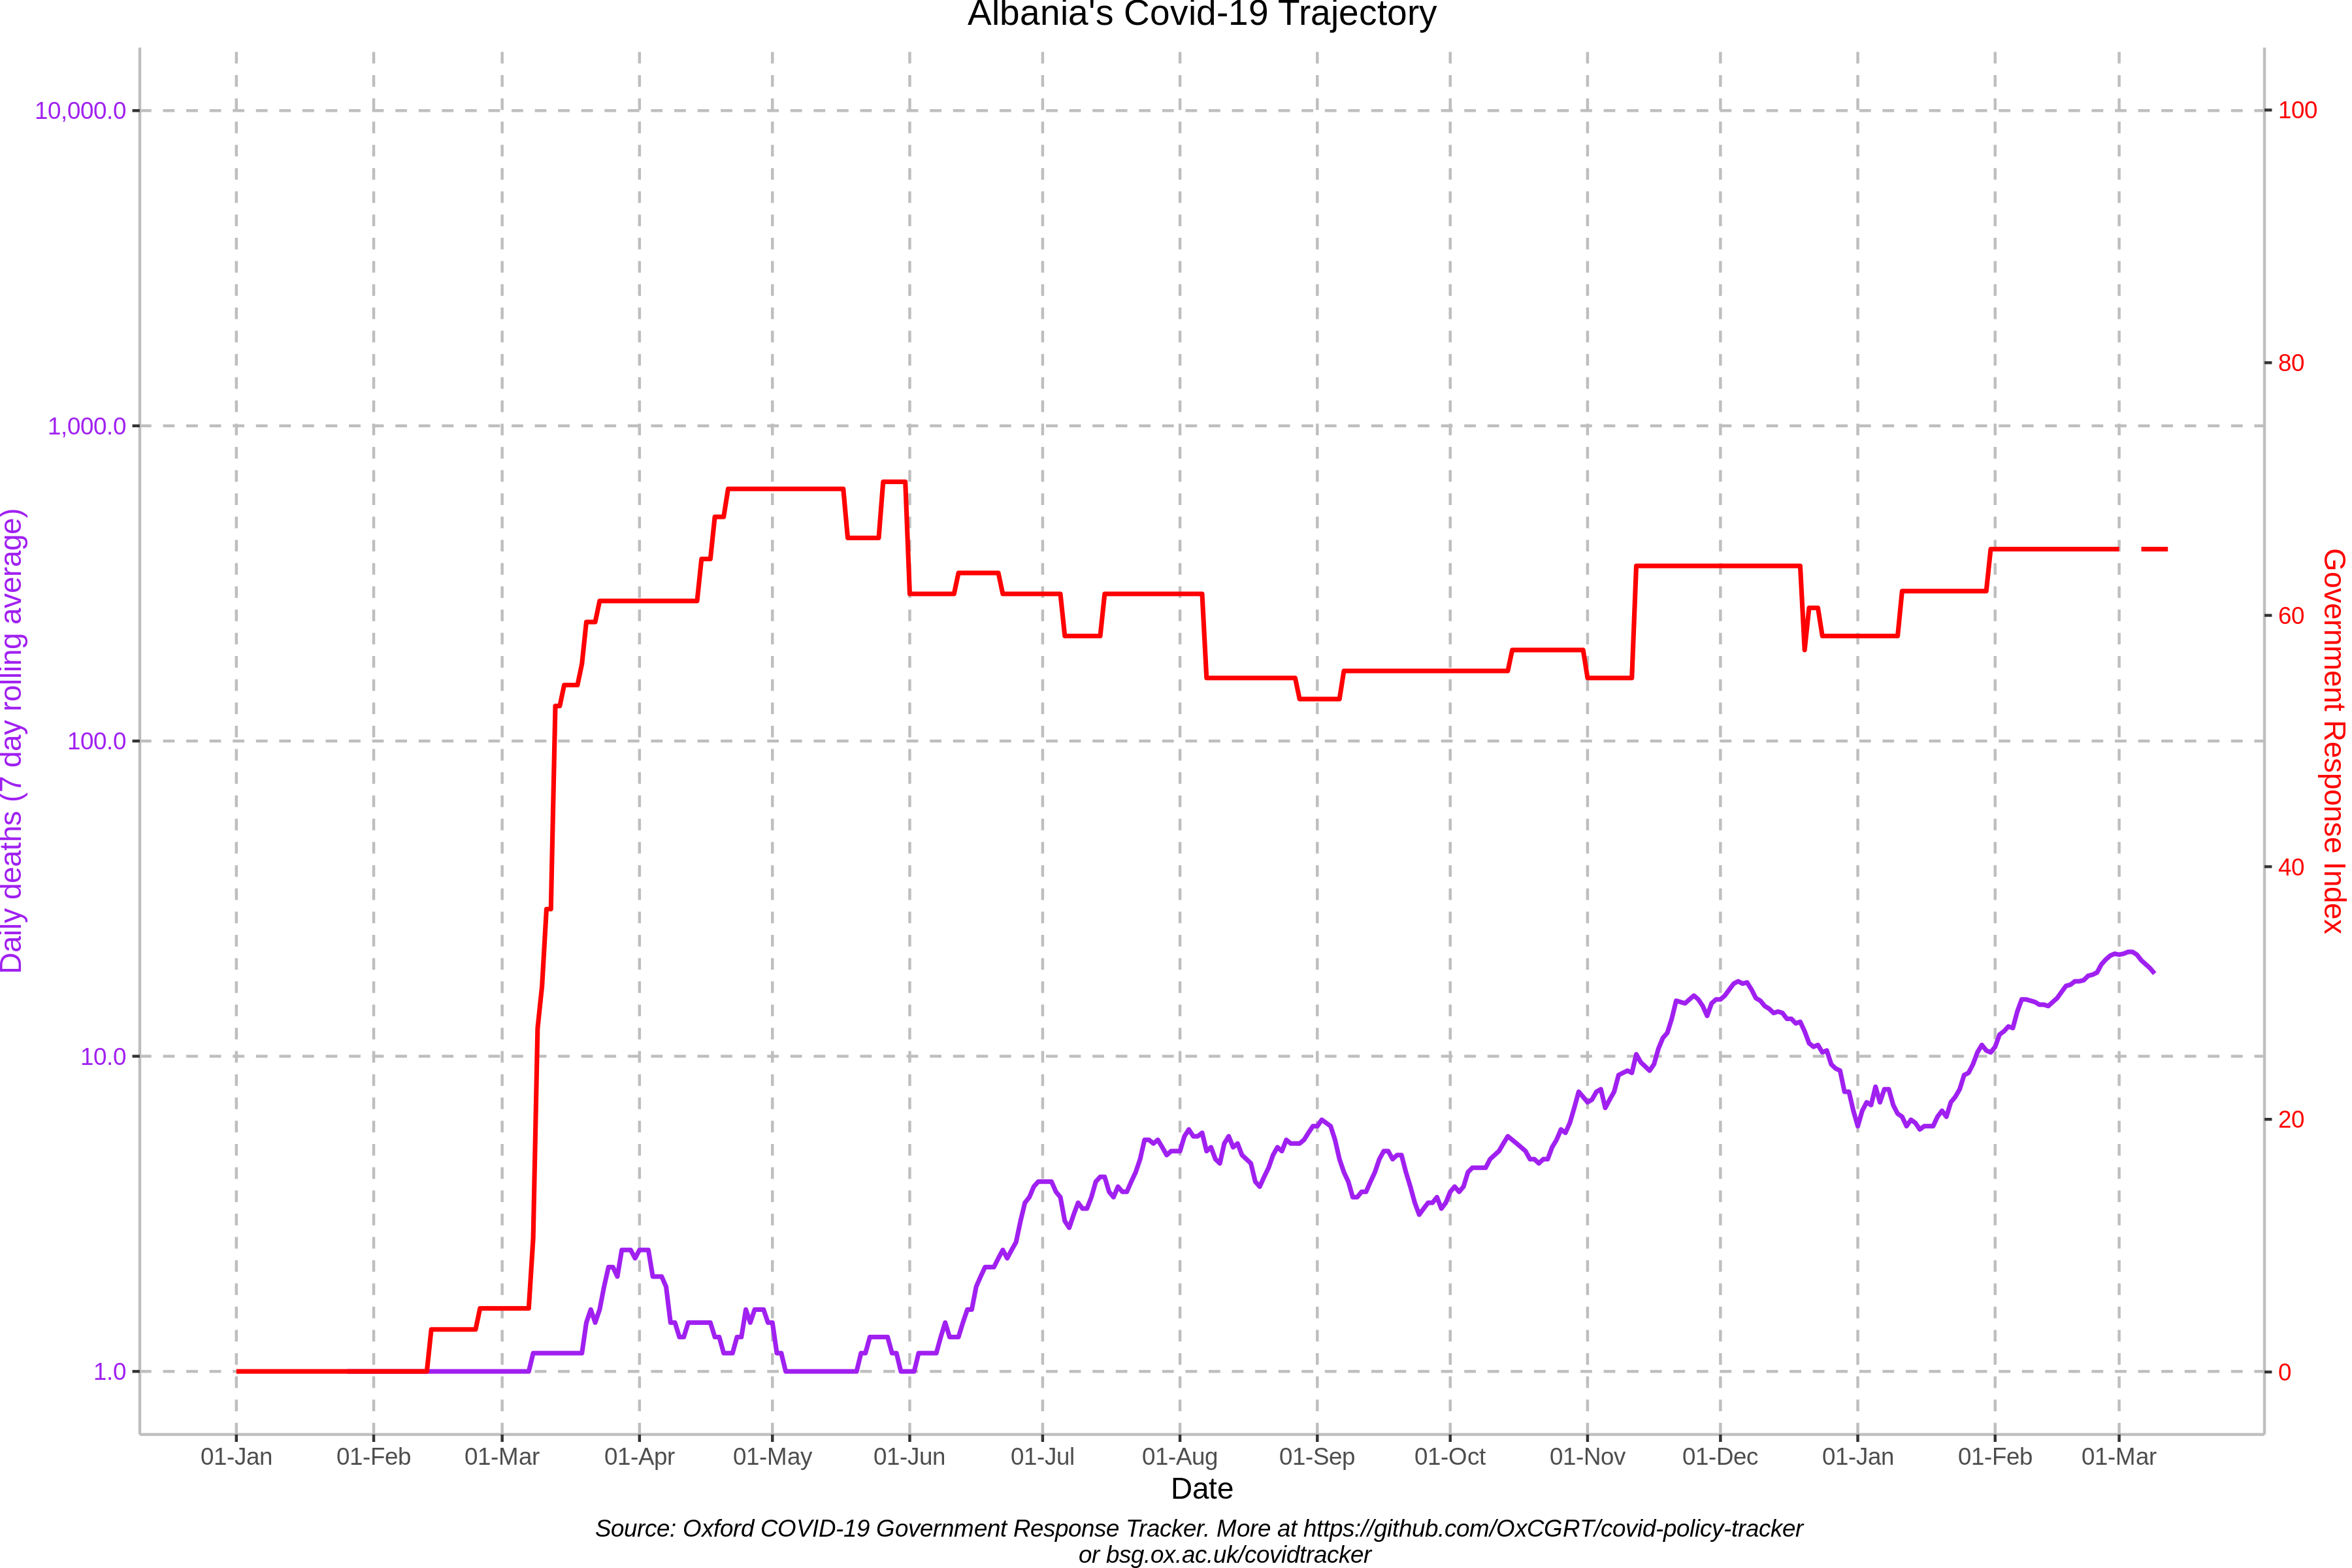 Albania's Covid-19 Trajectory
10,000.0
1,000.0
100.0
10.0
1.0
Daily deaths (7 day rolling average)
100
80
60
40
20
0
Government Response Index
01-Jan 01-Feb 01-Mar 01-Apr 01-May 01-Jun 01-Jul 01-Aug 01-Sep 01-Oct 01-Nov 01-Dec 01-Jan 01-Feb 01-Mar
Date
Source: Oxford COVID-19 Government Response Tracker. More at https://github.com/OxCGRT/covid-policy-tracker
or bsg.ox.ac.uk/covidtracker